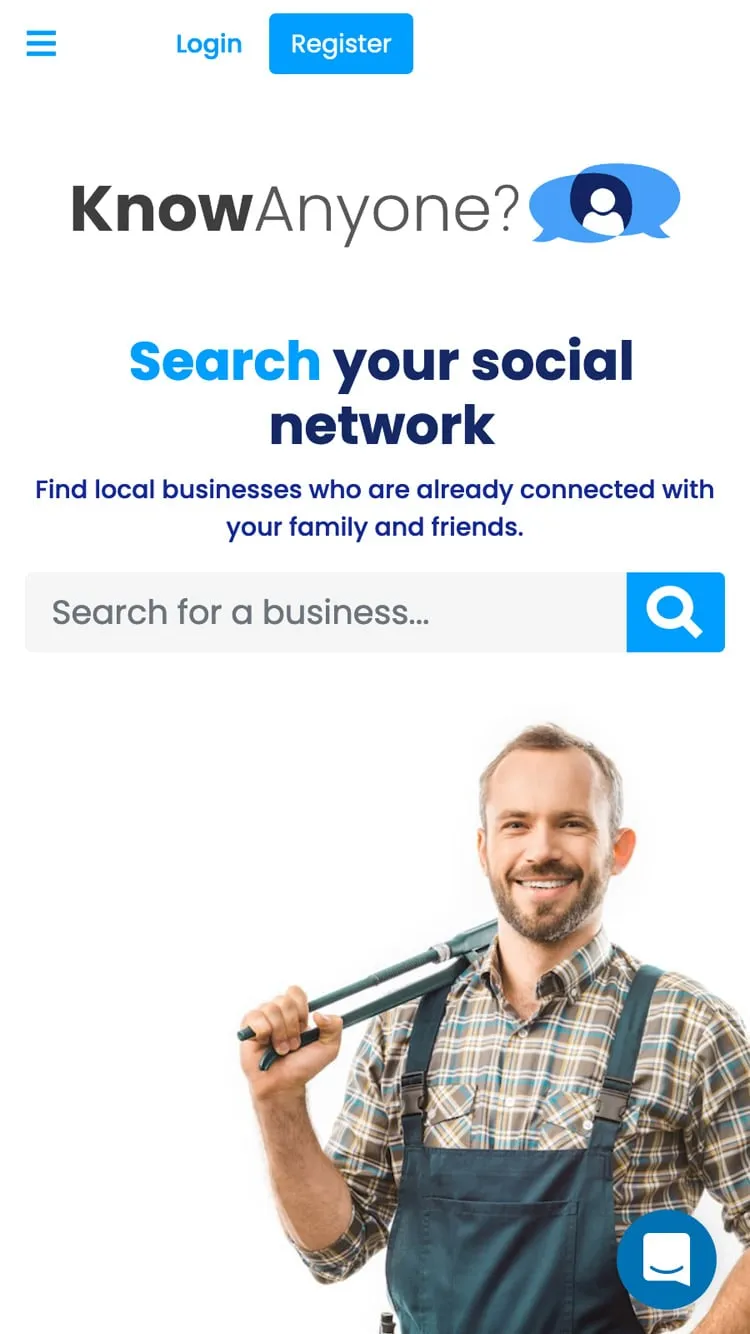 Login
Register
KnowAnyone?
Search your social
network
Find local businesses who are already connected with
your family and friends.
Search for a business...